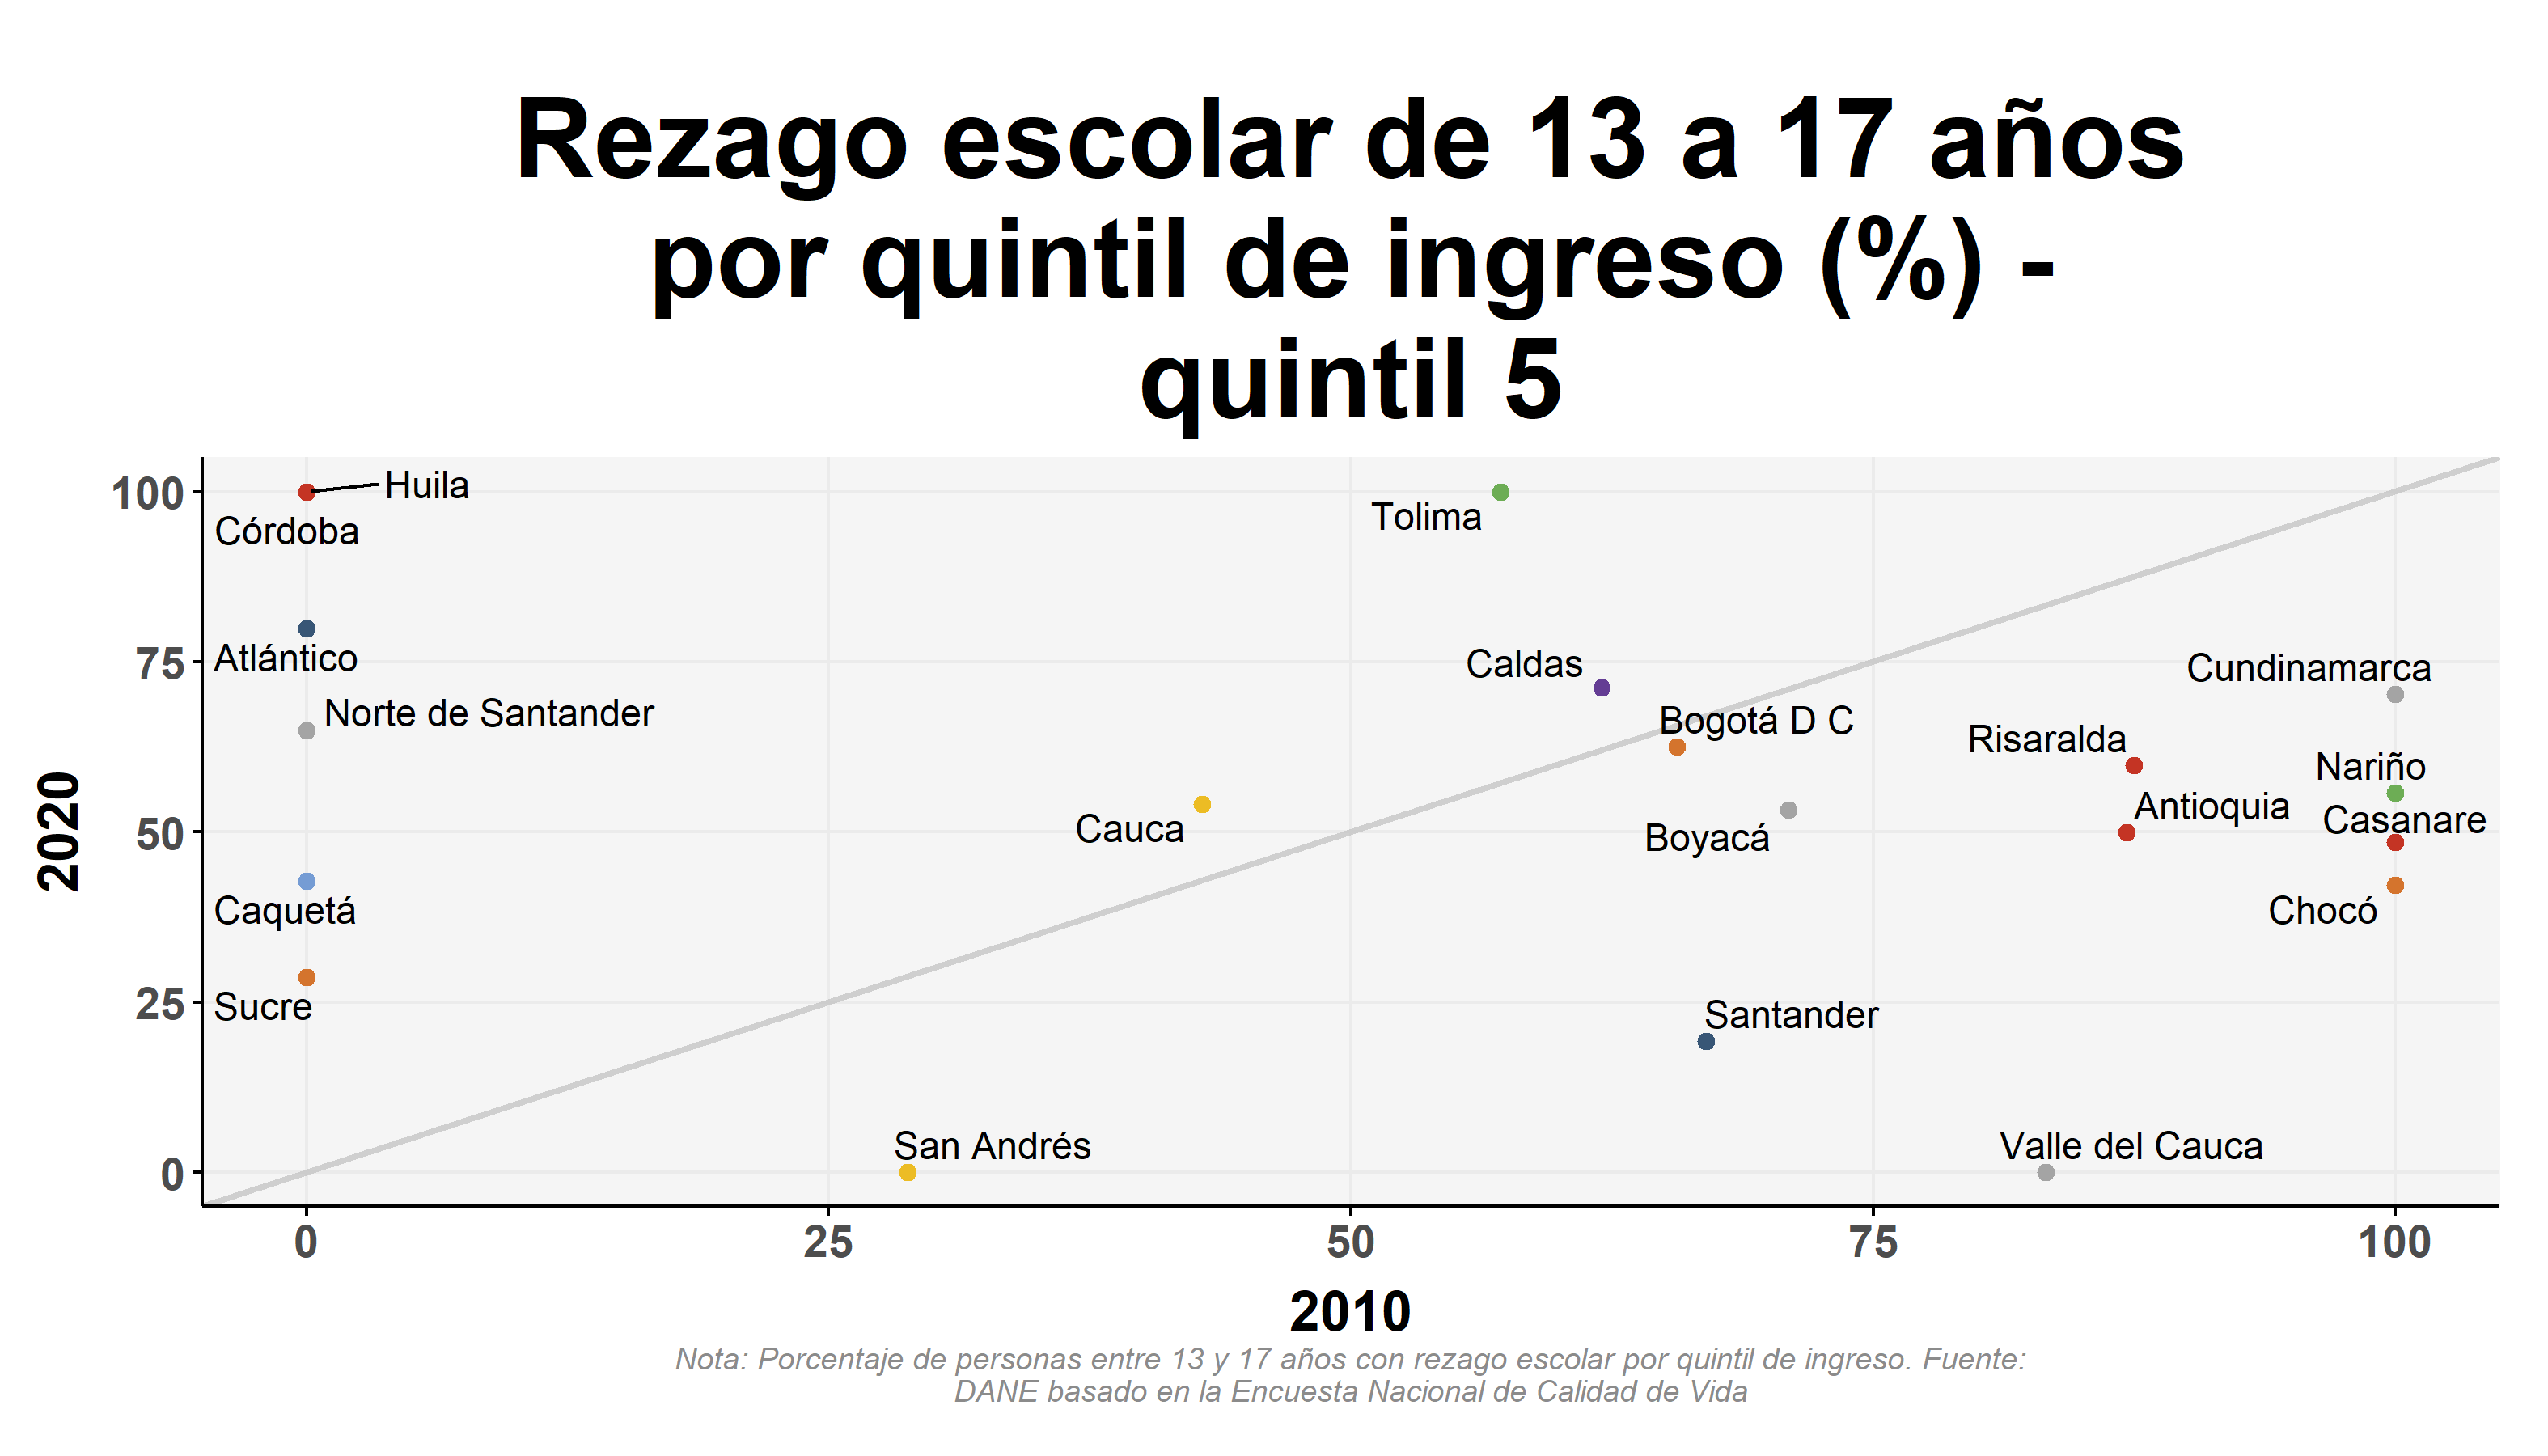 Rezago escolar de 13 a 17 años
por quintil de ingreso (%) -
quintil 5
2020
100
75
50
25
0
Huila
Córdoba
Tolima
Atlántico
Caldas
Cundinamarca
Norte de Santander
Bogotá D C
Risaralda
Nariño
Antioquia
Casanare
Cauca
Boyacá
Caquetá
Chocó
Sucre
Santander
San Andrés
Valle del Cauca
0 25 50 75 100
2010
Nota: Porcentaje de personas entre 13 y 17 años con rezago escolar por quintil de ingreso. Fuente:
DANE basado en la Encuesta Nacional de Calidad de Vida